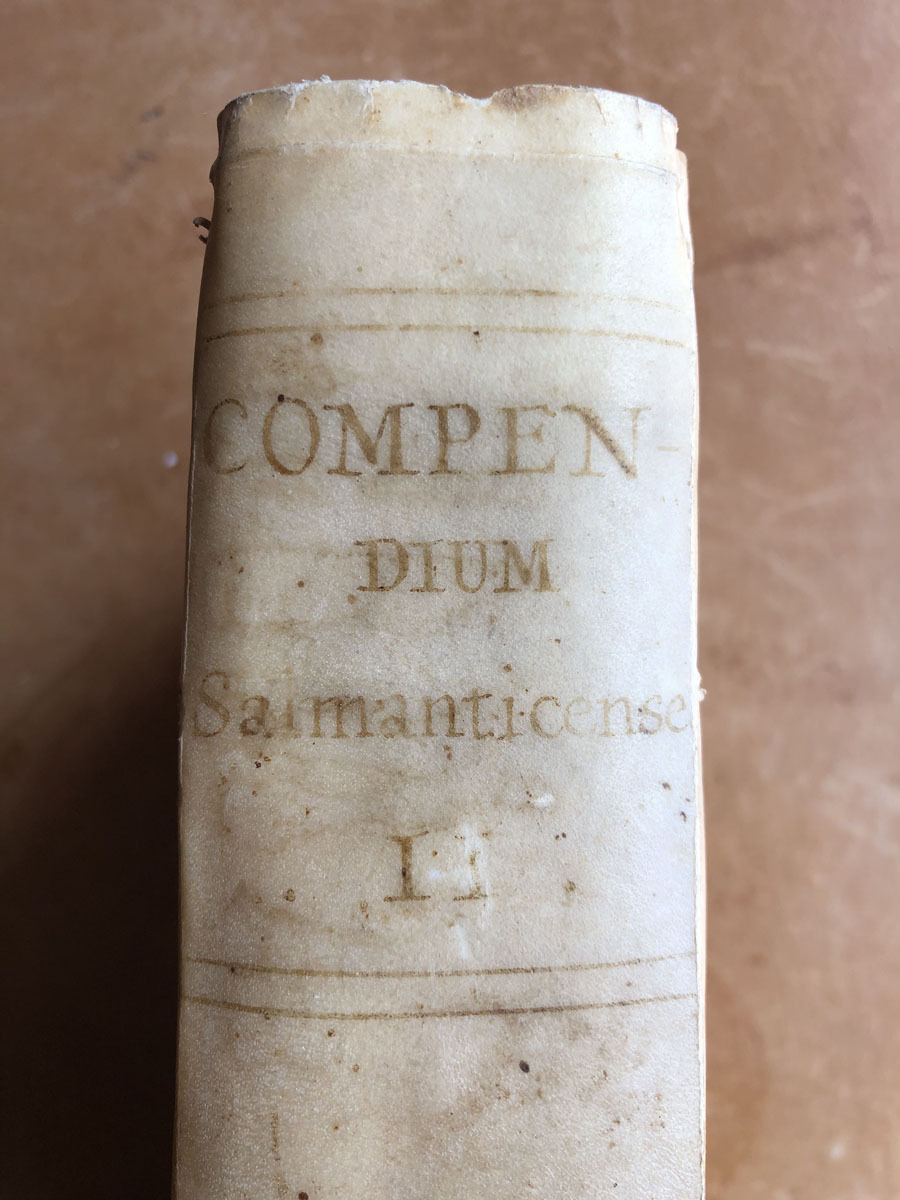 COMPEN-
DIUM
Salmanticense
II